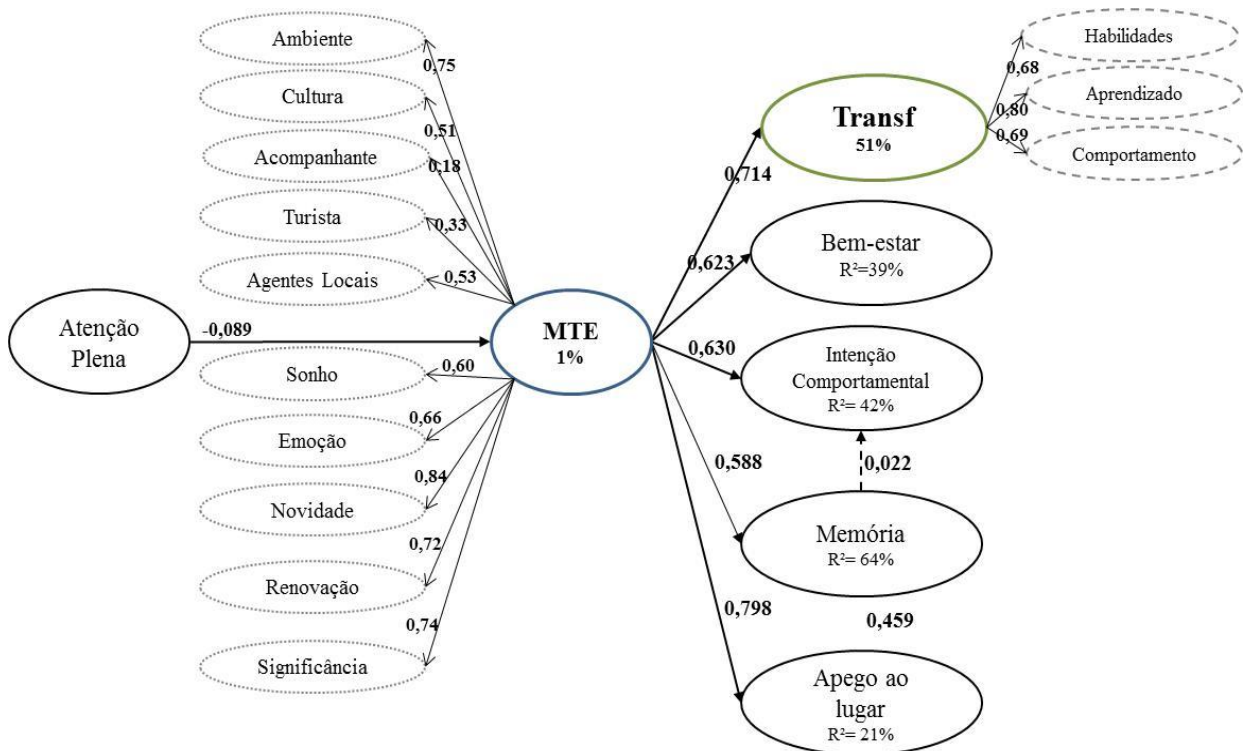 Ambiente
0,75
Cultura
0,51
Acompanhante
0,18
Turista
0,33
Agentes Locais
0,53
Atenção
Plena
-0,089
MTE
1%
Sonho
0,60
Emoção
0,66
Novidade
0,84
Renovação
0,72
Significância
0,74
Transf
51%
0,714
Habilidades
0,68
Aprendizado
0,80
Comportamento
0,69
Bem-estar
R²=39%
0,623
Intenção
Comportamental
R²= 42%
0,630
0,022
0,588
Memória
R²= 64%
0,798
0,459
Apego ao
lugar
R²= 21%